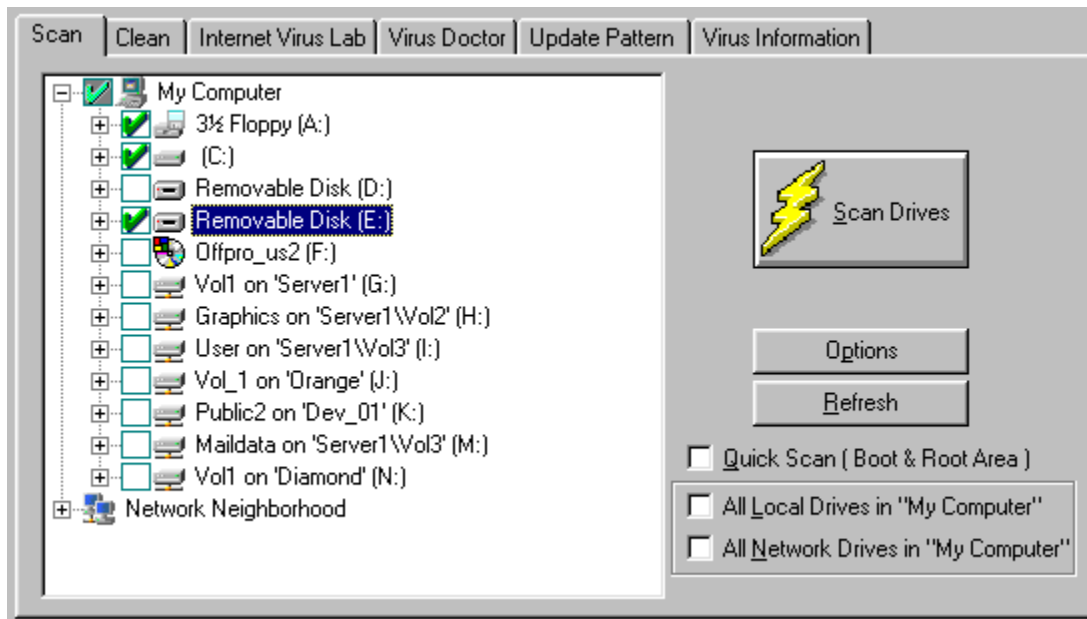 Scan Clean Internet Virus Lab Virus Doctor Update Pattern Virus Information
My Computer
3½ Floppy (A:)
(C:)
Removable Disk (D:)
Removable Disk (E:)
Offpro_us2 (F:)
Vol1 on 'Server1' (G:)
Graphics on 'Server1\Vol2' (H:)
User on 'Server1\Vol3' (I:)
Vol_1 on 'Orange' (J:)
Public2 on 'Dev_01' (K:)
Maildata on 'Server1\Vol3' (M:)
Vol1 on 'Diamond' (N:)
Network Neighborhood
Scan Drives
Options
Refresh
Quick Scan ( Boot & Root Area )
All Local Drives in "My Computer"
All Network Drives in "My Computer"